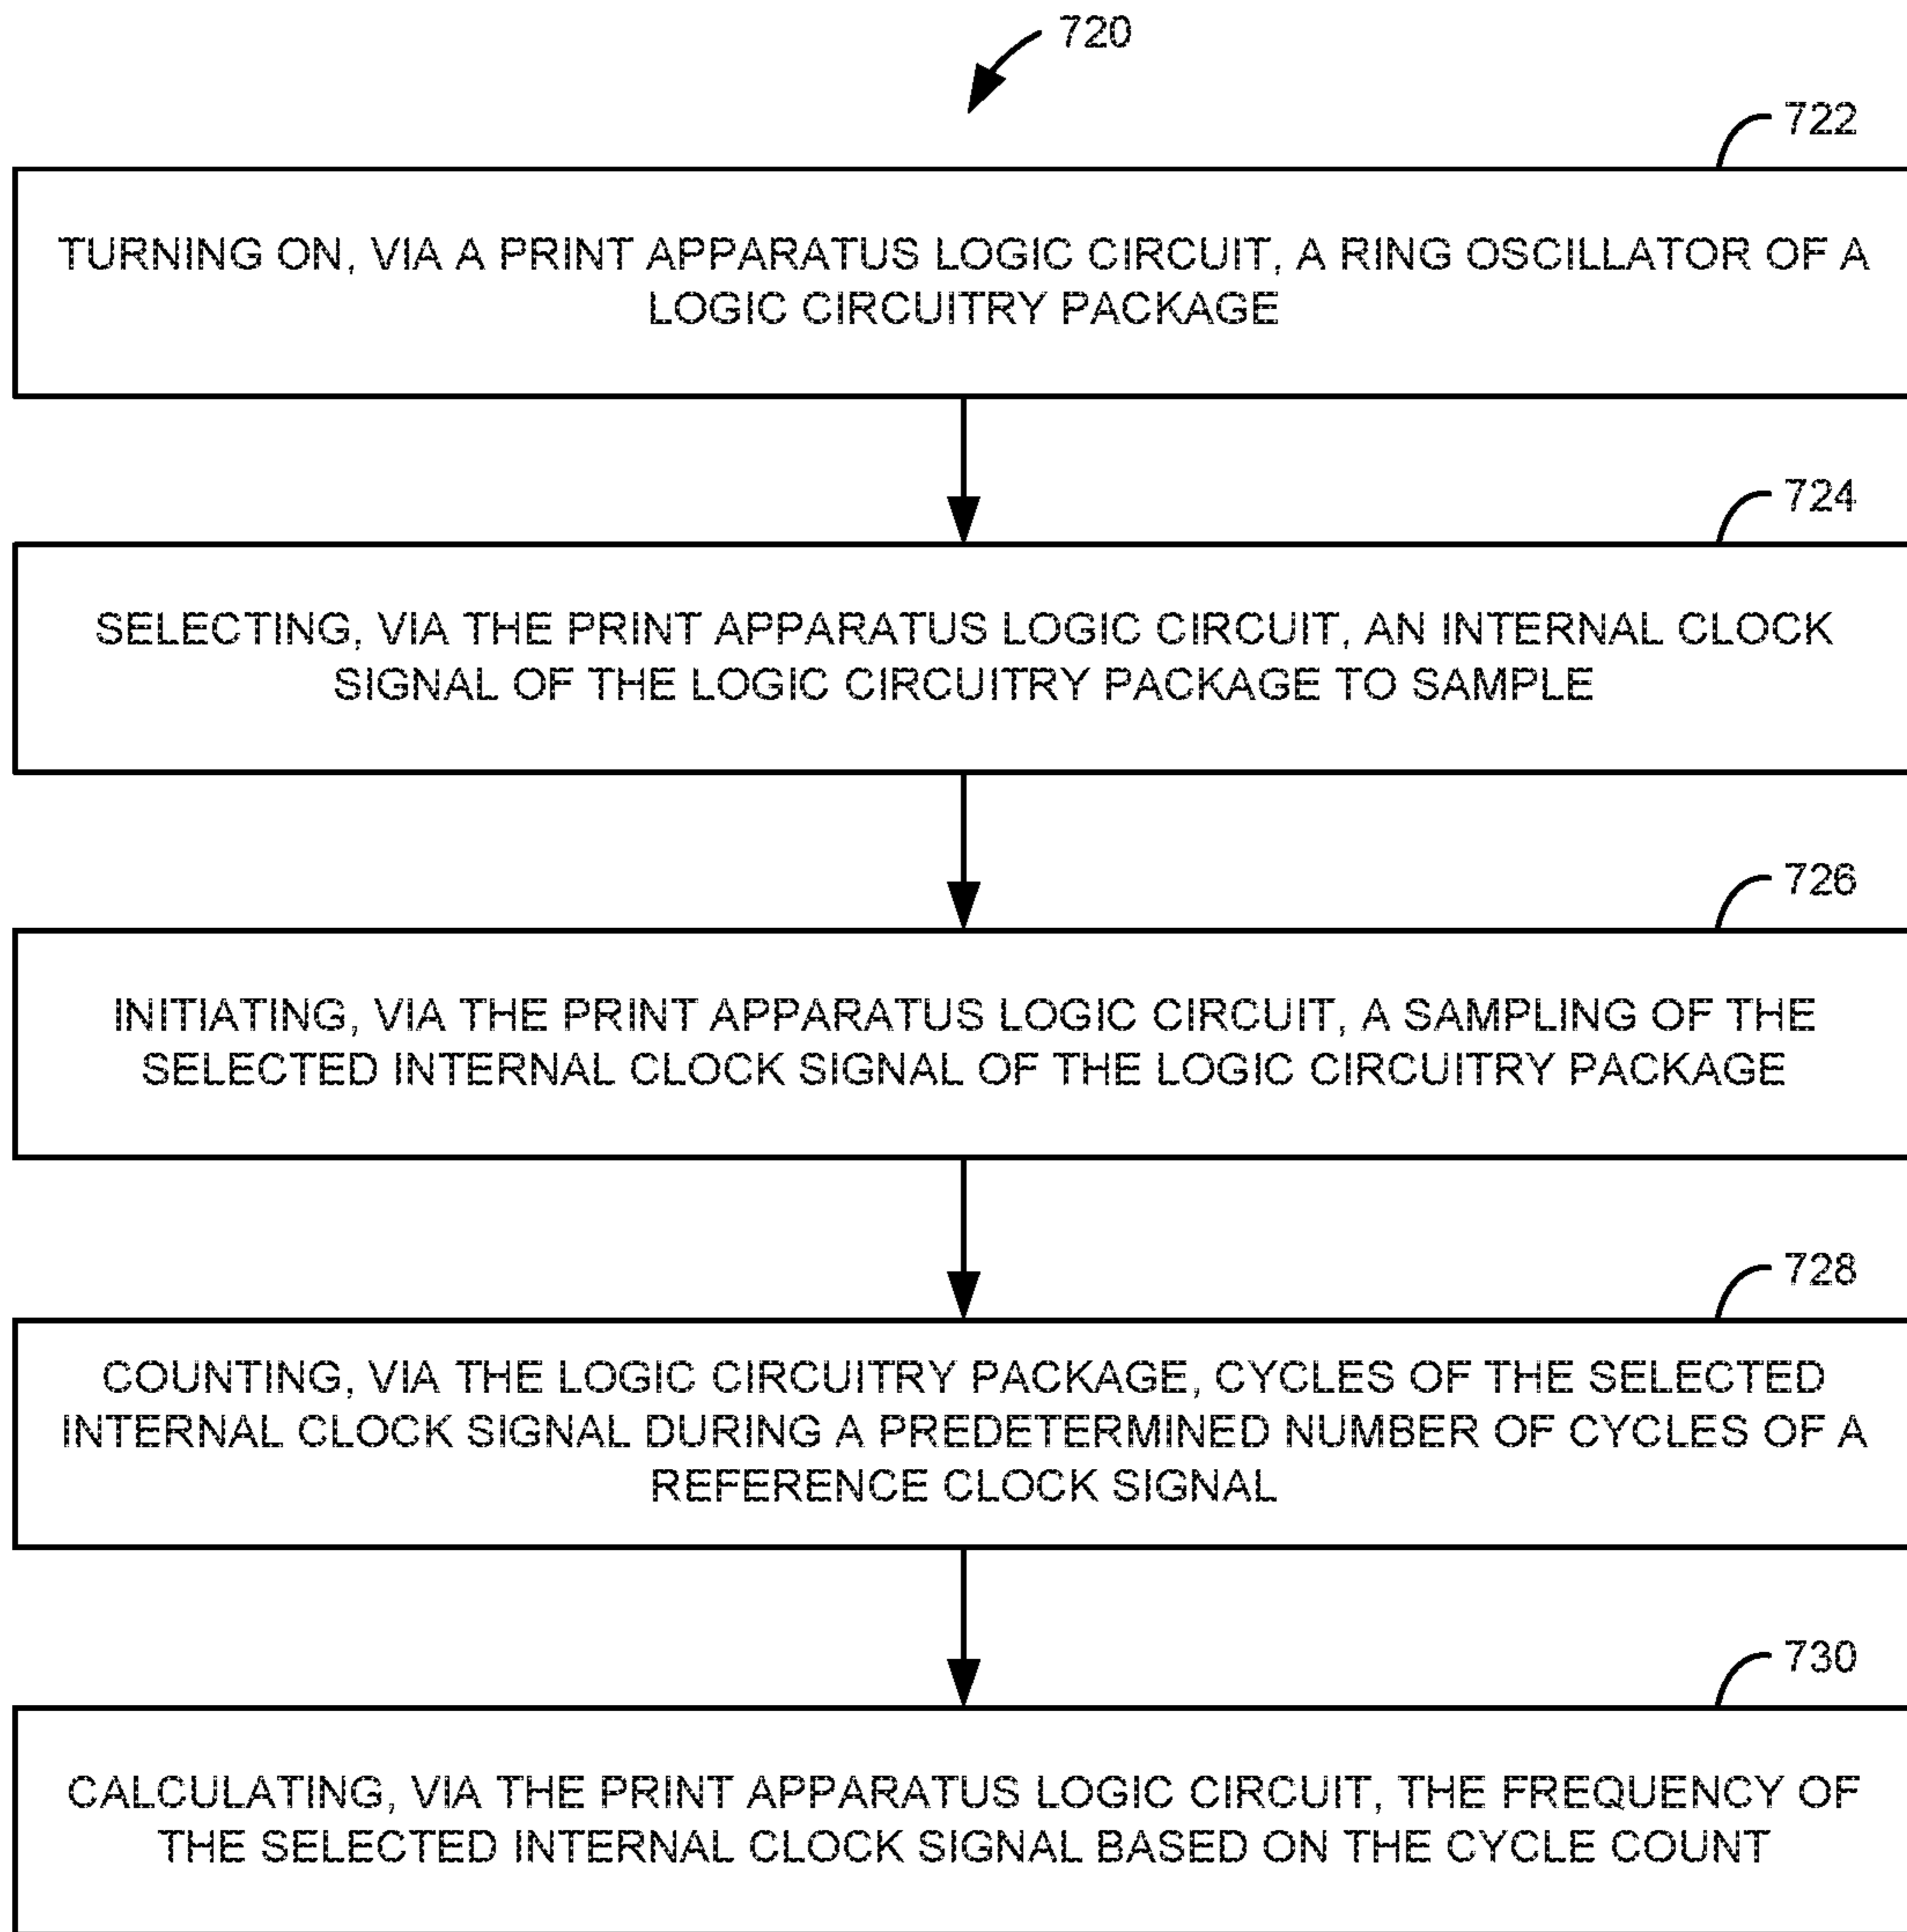 720
722
TURNING ON, VIA A PRINT APPARATUS LOGIC CIRCUIT, A RING OSCILLATOR OF A
LOGIC CIRCUITRY PACKAGE
724
SELECTING, VIA THE PRINT APPARATUS LOGIC CIRCUIT, AN INTERNAL CLOCK
SIGNAL OF THE LOGIC CIRCUITRY PACKAGE TO SAMPLE
726
INITIATING, VIA THE PRINT APPARATUS LOGIC CIRCUIT, A SAMPLING OF THE
SELECTED INTERNAL CLOCK SIGNAL OF THE LOGIC CIRCUITRY PACKAGE
728
COUNTING, VIA THE LOGIC CIRCUITRY PACKAGE, CYCLES OF THE SELECTED
INTERNAL CLOCK SIGNAL DURING A PREDETERMINED NUMBER OF CYCLES OF A
REFERENCE CLOCK SIGNAL
730
CALCULATING, VIA THE PRINT APPARATUS LOGIC CIRCUIT, THE FREQUENCY OF
THE SELECTED INTERNAL CLOCK SIGNAL BASED ON THE CYCLE COUNT